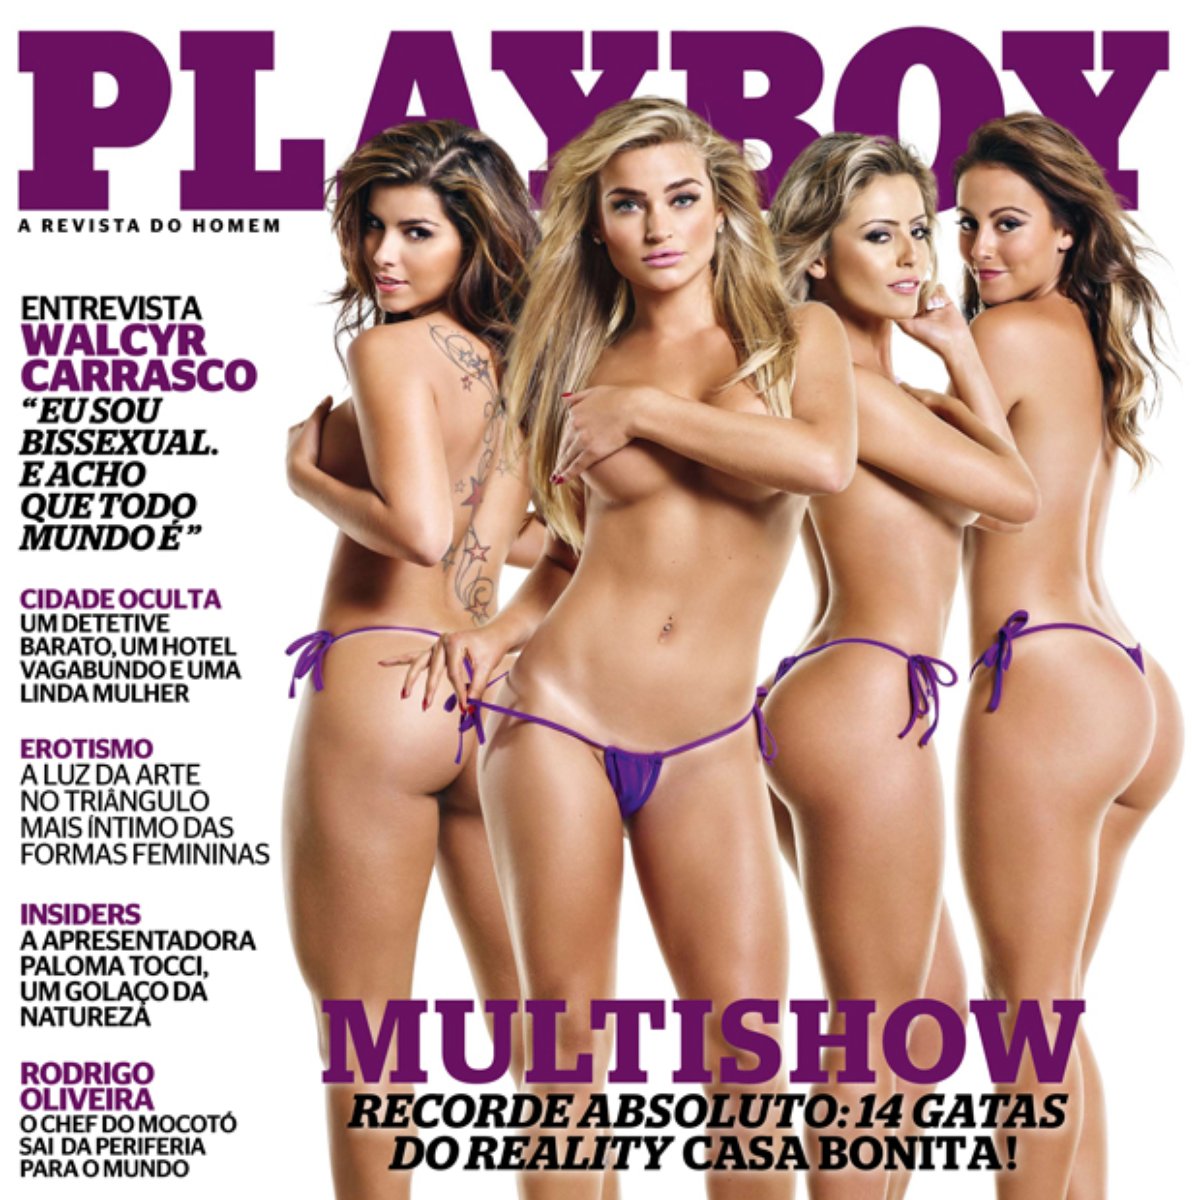 PLAYBOY
A REVISTA DO HOMEM
ENTREVISTA
WALCYR
CARRASCO
“EU SOU
BISSEXUAL.
E ACHO
QUE TODO
MUNDO É”
CIDADE OCULTA
UM DETETIVE
BARATO, UM HOTEL
VAGABUNDO E UMA
LINDA MULHER
EROTISMO
A LUZ DA ARTE
NO TRIÂNGULO
MAIS ÍNTIMO DAS
FORMAS FEMININAS
INSIDERS
A APRESENTADORA
PALOMA TOCCI,
UM GOLAÇO DA
NATUREZA
RODRIGO
OLIVEIRA
O CHEF DO MOCOTÓ
SAI DA PERIFERIA
PARA O MUNDO
MULTISHOW
RECORDE ABSOLUTO: 14 GATAS
DO REALITY CASA BONITA!